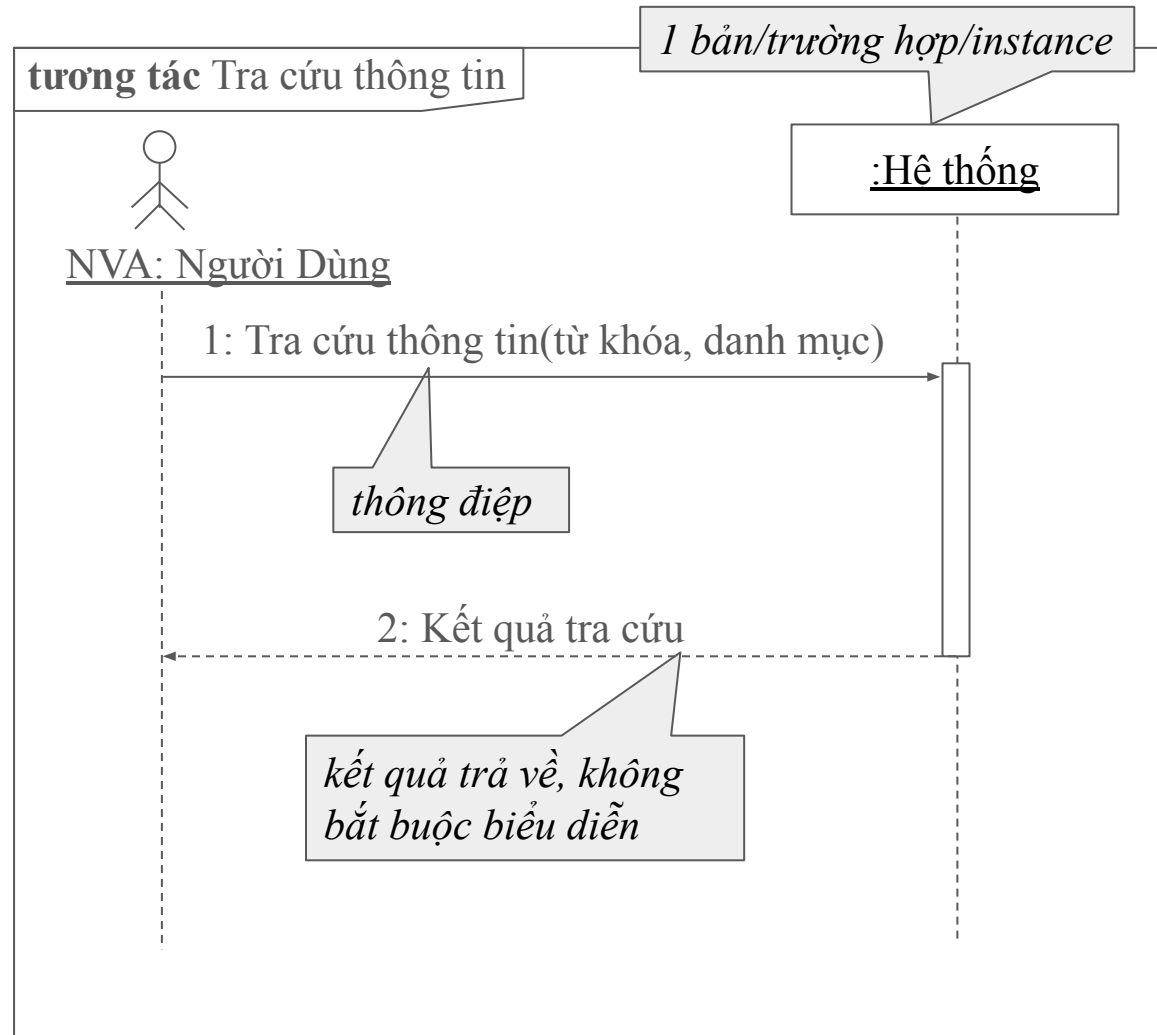 1 bản/trường hợp/instance
tương tác Tra cứu thông tin
:Hê thống
NVA: Người Dùng
1: Tra cứu thông tin(từ khóa, danh mục)
thông điệp
2: Kết quả tra cứu
kết quả trả về, không
bắt buộc biểu diễn